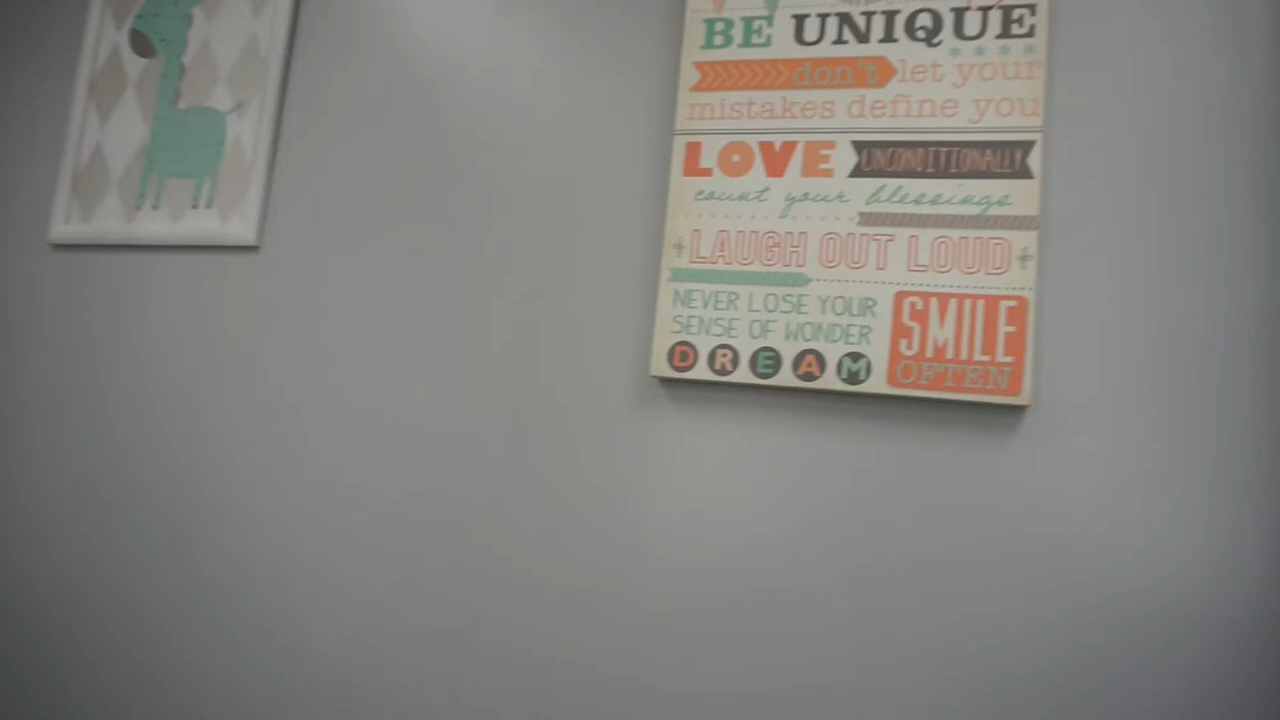 BE UNIQUE
don't let your
mistakes define you
LOVE UNCONDITIONALLY
count your blessings
LAUGH OUT LOUD
NEVER LOSE YOUR
SENSE OF WONDER
DREAM
SMILE
OFTEN